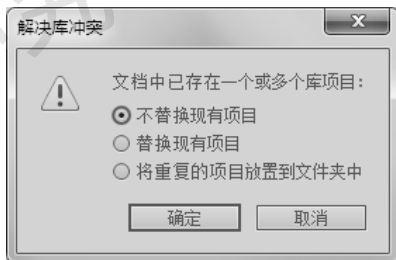 解决库冲突
文档中已存在一个或多个库项目：
不替换现有项目
替换现有项目
将重复的项目放置到文件夹中
确定
取消